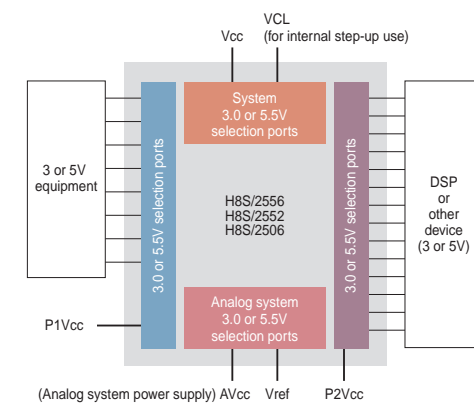 VCL
Vcc (for internal step-up use)
System
3.0 or 5.5V
selection ports
3 or 5V
equipment
3.0 or 5.5V selection ports
H8S/2556
H8S/2552
H8S/2506
3.0 or 5.5V selection ports
DSP
or
other
device
(3 or 5V)
Analog system
3.0 or 5.5V
selection ports
P1Vcc
(Analog system power supply) AVcc Vref P2Vcc